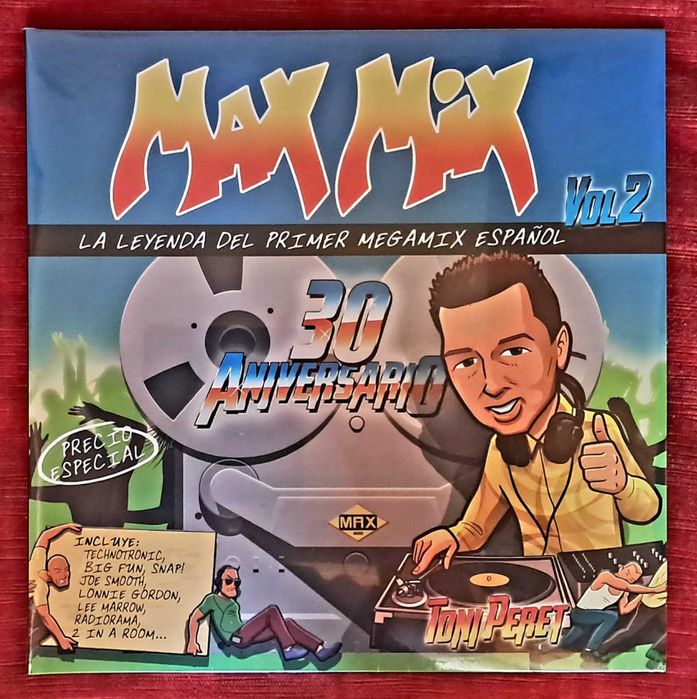 MAX MIX
VOL 2
LA LEYENDA DEL PRIMER MEGAMIX ESPAÑOL
30
ANIVERSARIO
PRECIO
ESPECIAL
MAX
INCLUYE:
TECHNOTRONIC,
BIG FUN, SNAP!
JOE SMOOTH,
LONNIE GORDON,
LEE MARROW,
RADIORAMA,
2 IN A ROOM...
TONI PERET